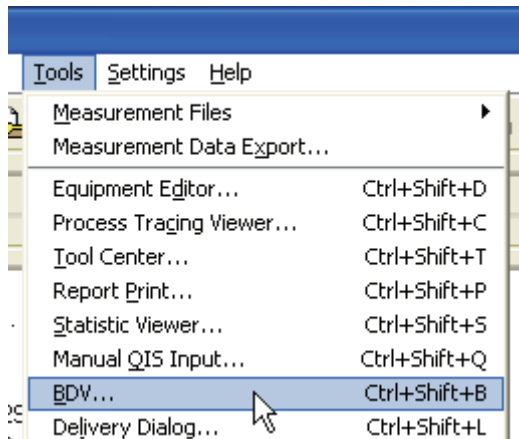 Tools Settings Help
Measurement Files
Measurement Data Export...
Equipment Editor... Ctrl+Shift+D
Process Tracing Viewer... Ctrl+Shift+C
Tool Center... Ctrl+Shift+T
Report Print... Ctrl+Shift+P
Statistic Viewer... Ctrl+Shift+S
Manual QIS Input... Ctrl+Shift+Q
BDV... Ctrl+Shift+B
Delivery Dialog... Ctrl+Shift+L